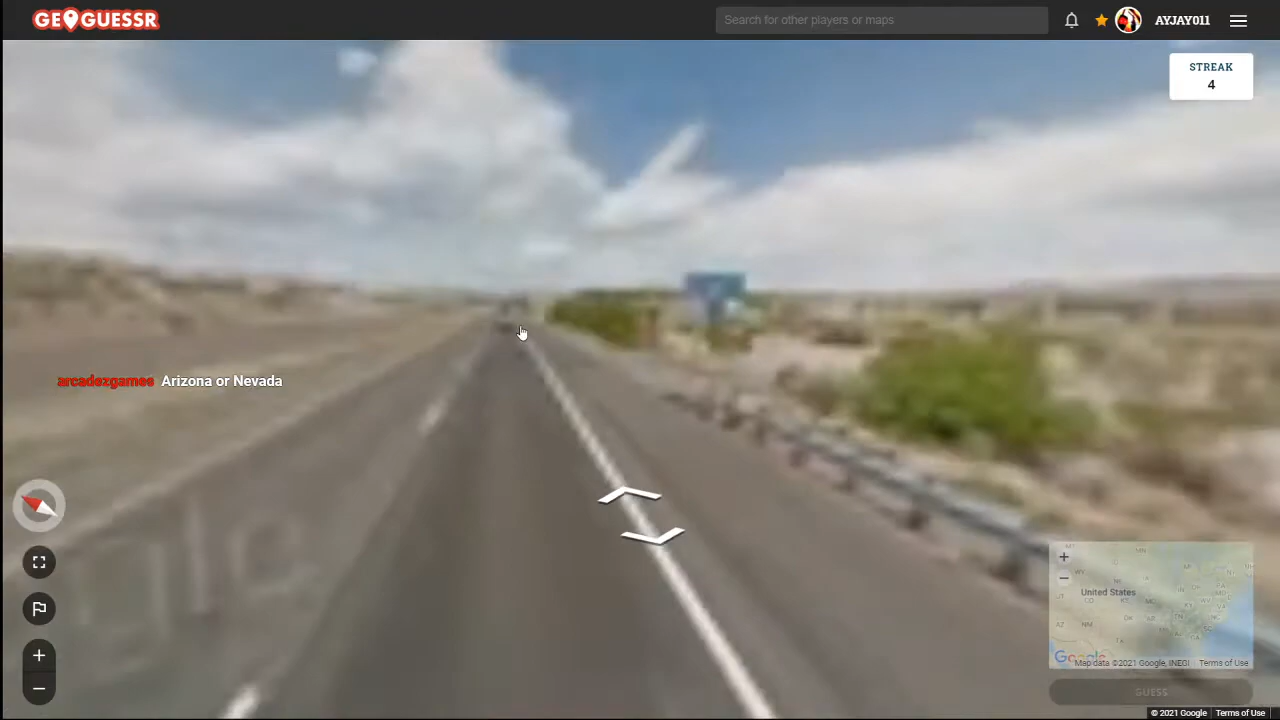 GEOGUESSR
Search for other players or maps
AYJAY011
STREAK
4
arcadezgames Arizona or Nevada
+
−
+
−
United States
Google
Map data ©2021 Google, INEGI Terms of Use
GUESS
© 2021 Google Terms of Use